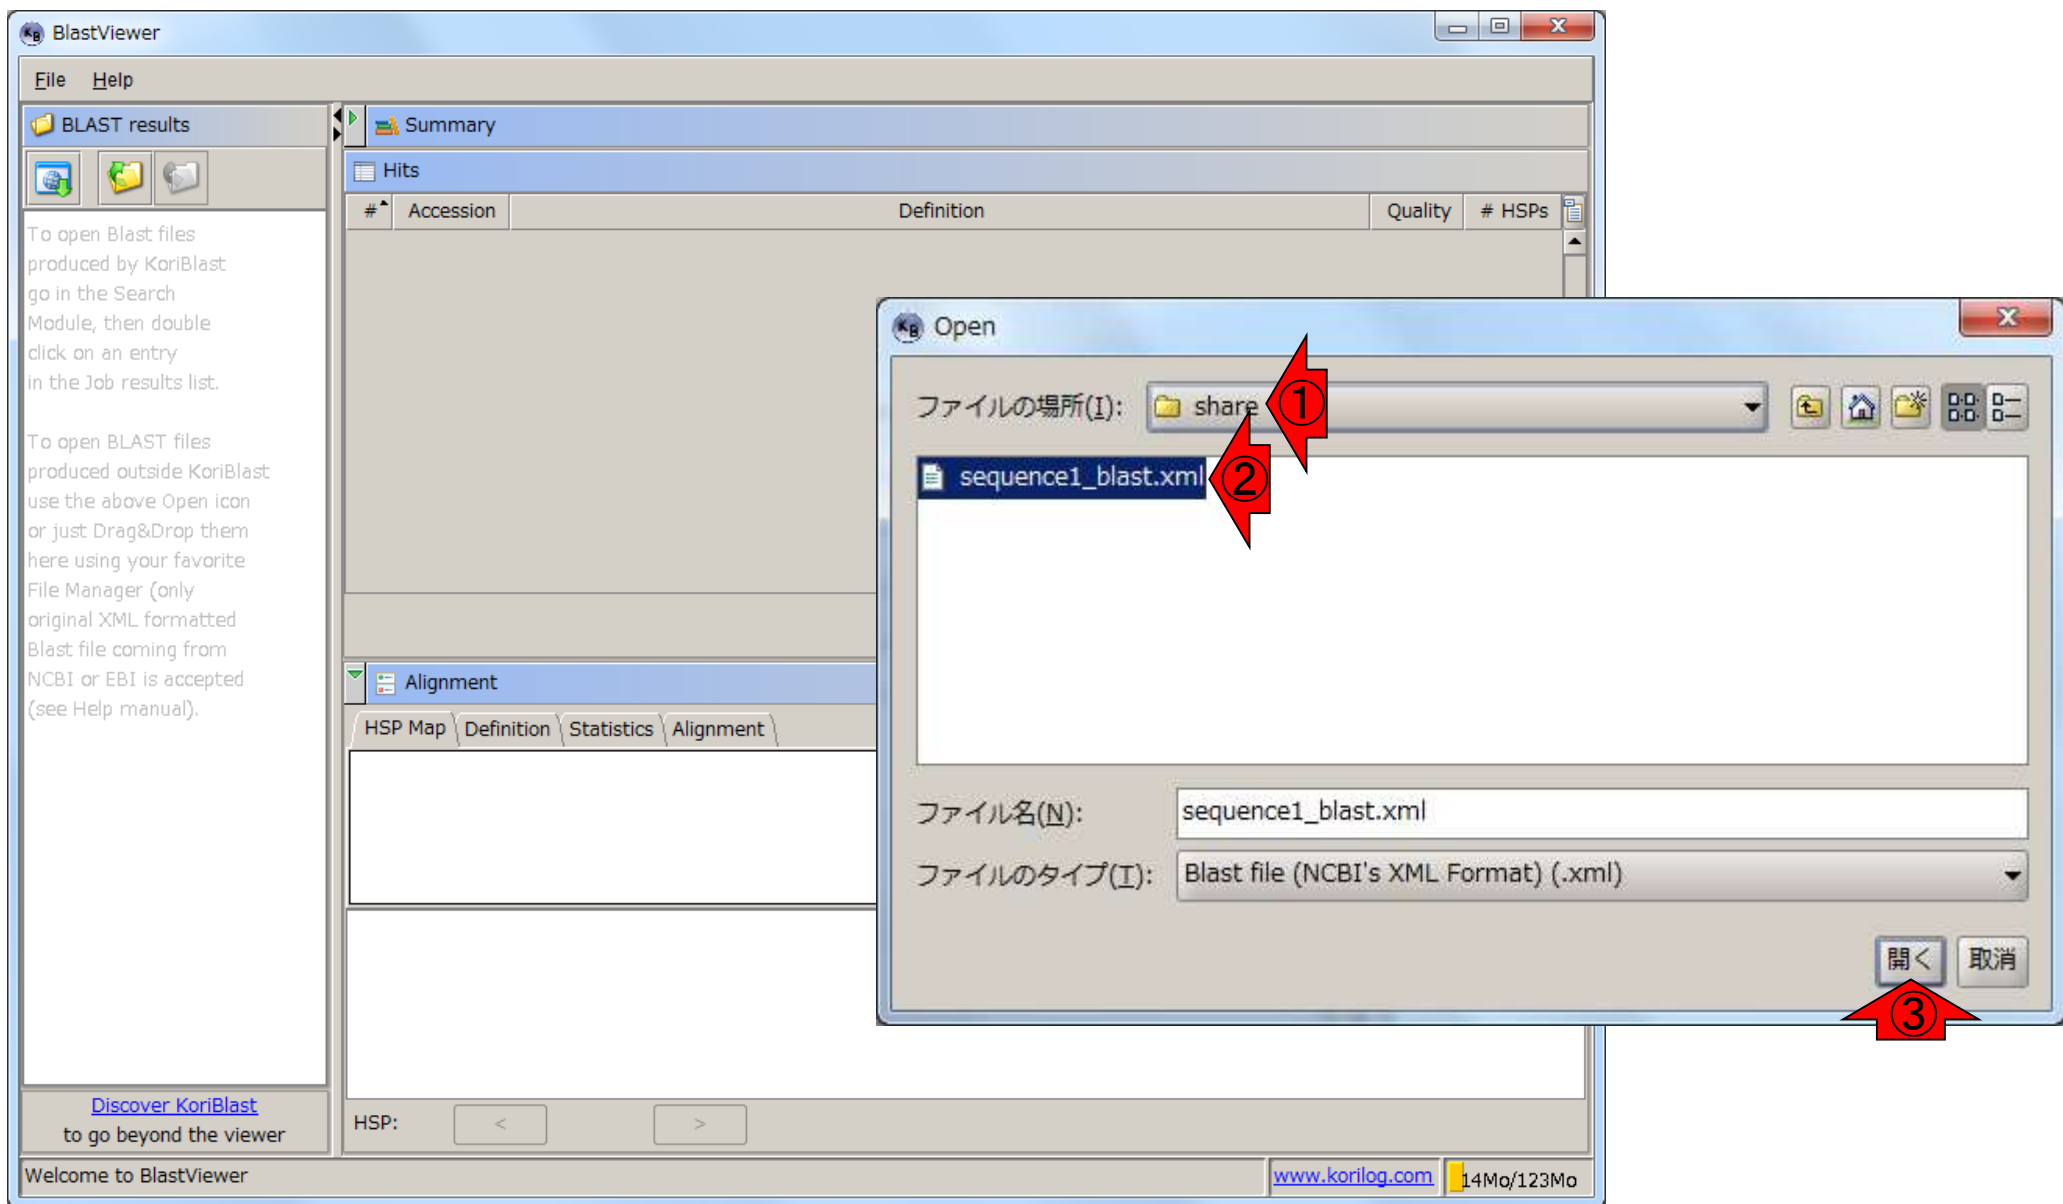 BlastViewer
File Help
BLAST results
To open Blast files
produced by KoriBlast
go in the Search
Module, then double
click on an entry
in the Job results list.
To open BLAST files
produced outside KoriBlast
use the above Open icon
or just Drag&Drop them
here using your favorite
File Manager (only
original XML formatted
Blast file coming from
NCBI or EBI is accepted
(see Help manual).
Discover KoriBlast
to go beyond the viewer
Summary
Hits
# Accession Definition Quality # HSPs
Alignment
HSP Map Definition Statistics Alignment
HSP: < >
Welcome to BlastViewer
www.korilog.com
14Mo/123Mo
Open
ファイルの場所(I): share ①
sequence1_blast.xml ②
ファイル名(N): sequence1_blast.xml
ファイルのタイプ(T): Blast file (NCBI's XML Format) (.xml)
開く 取消
③